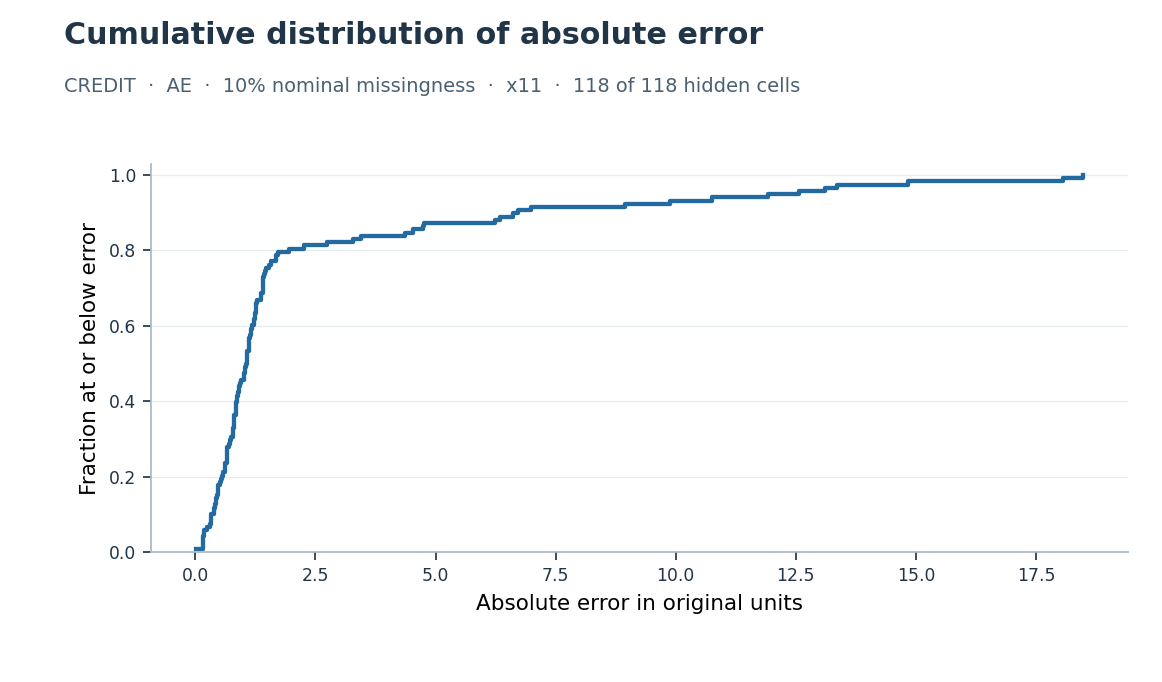 Cumulative distribution of absolute error
CREDIT · AE · 10% nominal missingness · x11 · 118 of 118 hidden cells
1.0
0.8
0.6
0.4
0.2
0.0
Fraction at or below error
0.0 2.5 5.0 7.5 10.0 12.5 15.0 17.5
Absolute error in original units